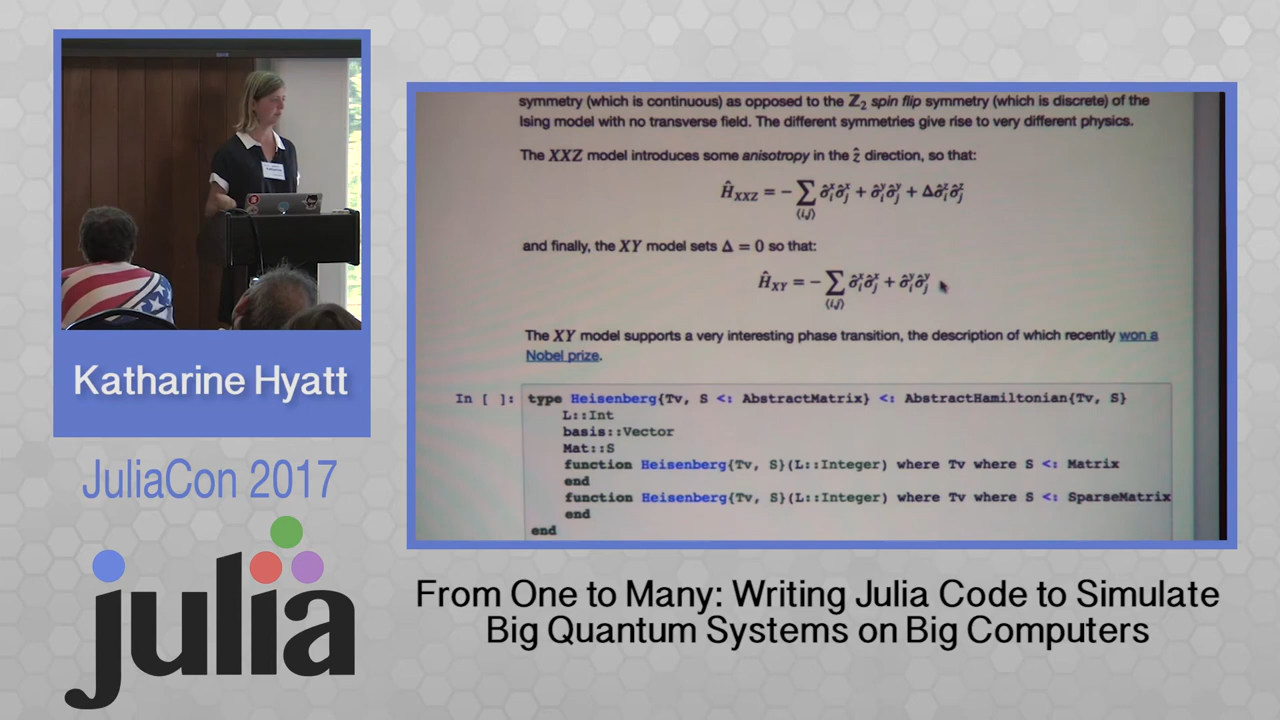 symmetry (which is continuous) as opposed to the ℤ₂ spin flip symmetry (which is discrete) of the
Ising model with no transverse field. The different symmetries give rise to very different physics.
The XXZ model introduces some anisotropy in the ẑ direction, so that:
Ĥ_XXZ = − ∑_⟨i,j⟩ σ̂ᵢˣσ̂ⱼˣ + σ̂ᵢʸσ̂ⱼʸ + Δσ̂ᵢᶻσ̂ⱼᶻ
and finally, the XY model sets Δ = 0 so that:
Ĥ_XY = − ∑_⟨i,j⟩ σ̂ᵢˣσ̂ⱼˣ + σ̂ᵢʸσ̂ⱼʸ
The XY model supports a very interesting phase transition, the description of which recently won a
Nobel prize.
In [ ]: type Heisenberg{Tv, S <: AbstractMatrix} <: AbstractHamiltonian{Tv, S}
L::Int
basis::Vector
Mat::S
function Heisenberg{Tv, S}(L::Integer) where Tv where S <: Matrix
end
function Heisenberg{Tv, S}(L::Integer) where Tv where S <: SparseMatrix
end
end
Katharine Hyatt
JuliaCon 2017
julia
From One to Many: Writing Julia Code to Simulate
Big Quantum Systems on Big Computers